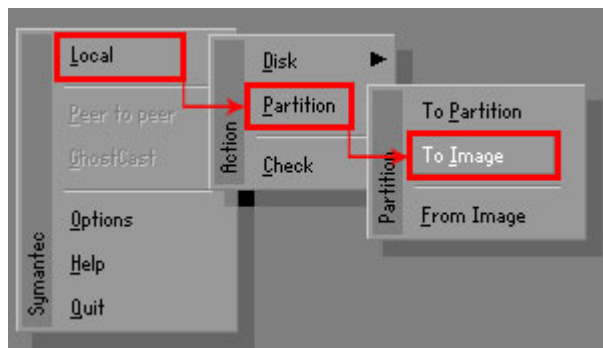 Local
Peer to peer
GhostCast
Options
Help
Quit
Symantec
Disk
Partition
Check
Action
To Partition
To Image
From Image
Partition